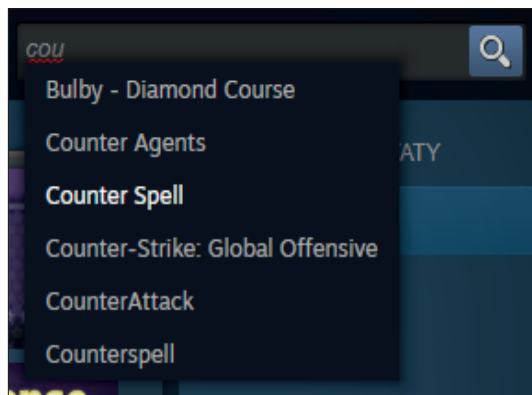 cou
Bulby - Diamond Course
Counter Agents
ATY
Counter Spell
Counter-Strike: Global Offensive
CounterAttack
Counterspell